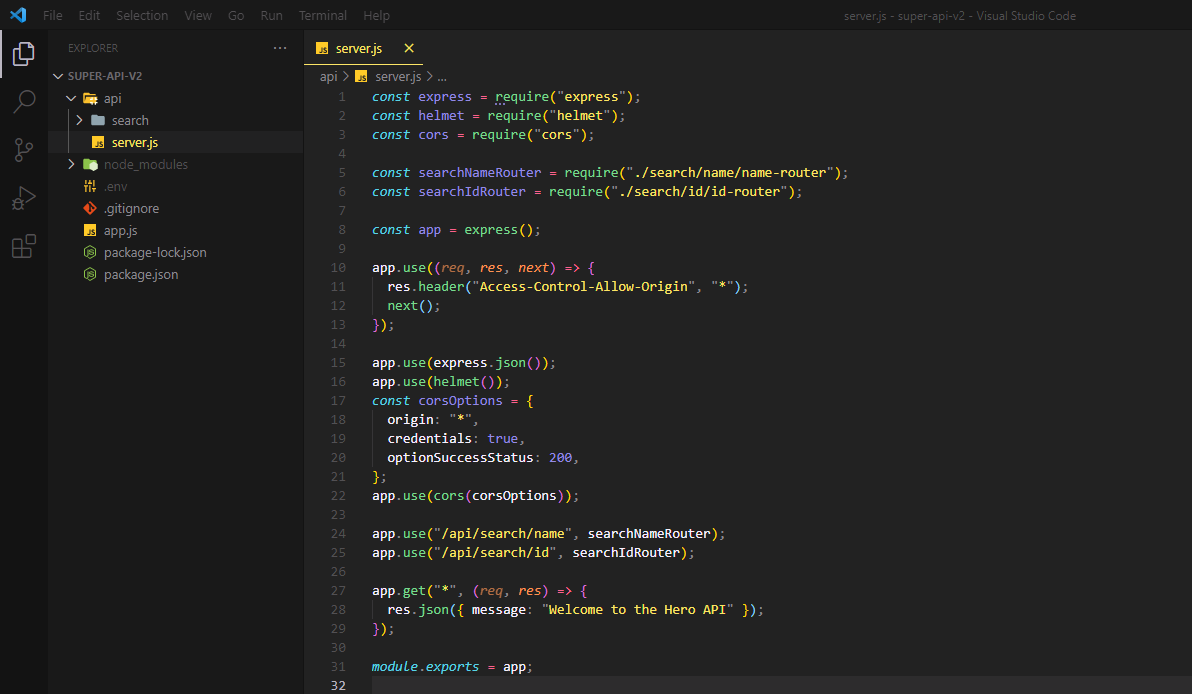 File Edit Selection View Go Run Terminal Help server.js - super-api-v2 - Visual Studio Code
EXPLORER ...
SUPER-API-V2
api
search
server.js
node_modules
.env
.gitignore
app.js
package-lock.json
package.json
server.js
api > server.js > ...
1 const express = require("express");
2 const helmet = require("helmet");
3 const cors = require("cors");
4
5 const searchNameRouter = require("./search/name/name-router");
6 const searchIdRouter = require("./search/id/id-router");
7
8 const app = express();
9
10 app.use((req, res, next) => {
11 res.header("Access-Control-Allow-Origin", "*");
12 next();
13 });
14
15 app.use(express.json());
16 app.use(helmet());
17 const corsOptions = {
18 origin: "*",
19 credentials: true,
20 optionSuccessStatus: 200,
21 };
22 app.use(cors(corsOptions));
23
24 app.use("/api/search/name", searchNameRouter);
25 app.use("/api/search/id", searchIdRouter);
26
27 app.get("*", (req, res) => {
28 res.json({ message: "Welcome to the Hero API" });
29 });
30
31 module.exports = app;
32